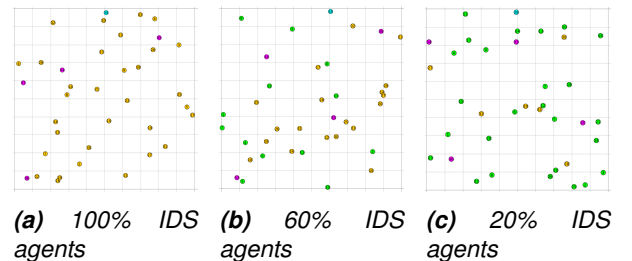 (a) 100% IDS agents
(b) 60% IDS agents
(c) 20% IDS agents